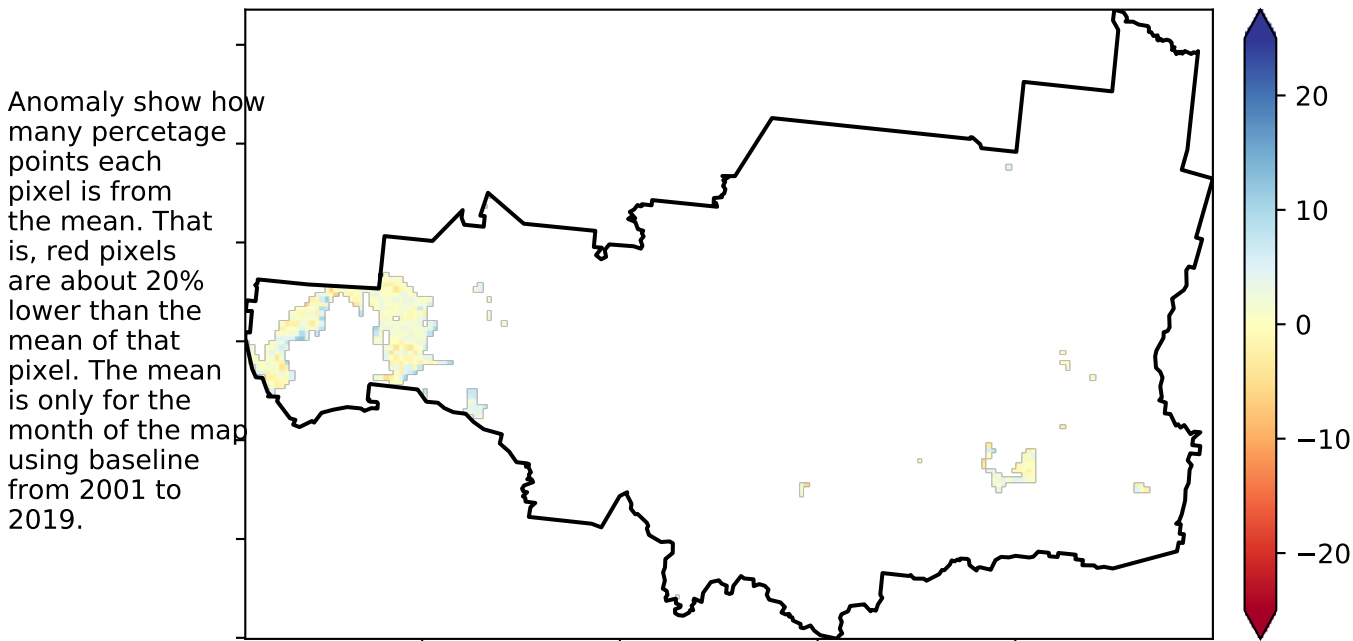 Anomaly show how
many percetage
points each
pixel is from
the mean. That
is, red pixels
are about 20%
lower than the
mean of that
pixel. The mean
is only for the
month of the map
using baseline
from 2001 to
2019.
20
10
0
−10
−20